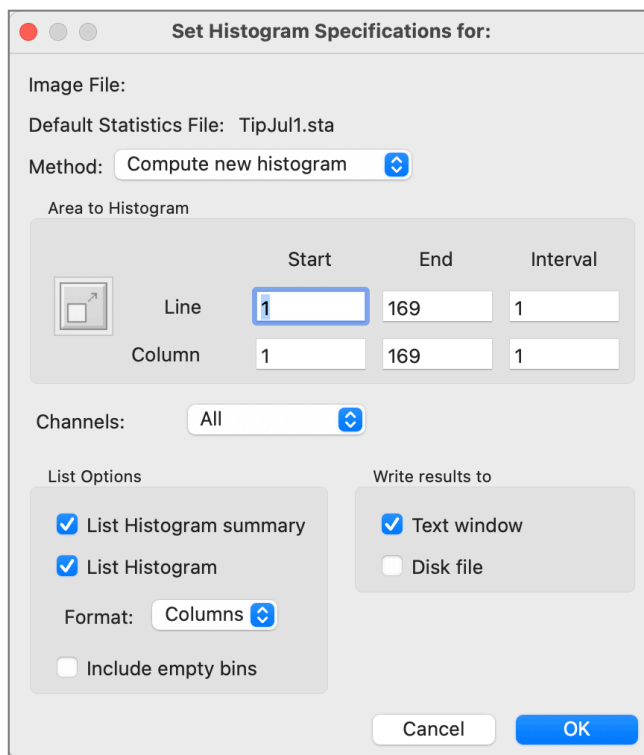 Set Histogram Specifications for:
Image File:
Default Statistics File: TipJul1.sta
Method: Compute new histogram
Area to Histogram
Start End Interval
Line 1 169 1
Column 1 169 1
Channels: All
List Options
Write results to
List Histogram summary
Text window
List Histogram
Disk file
Format: Columns
Include empty bins
Cancel OK